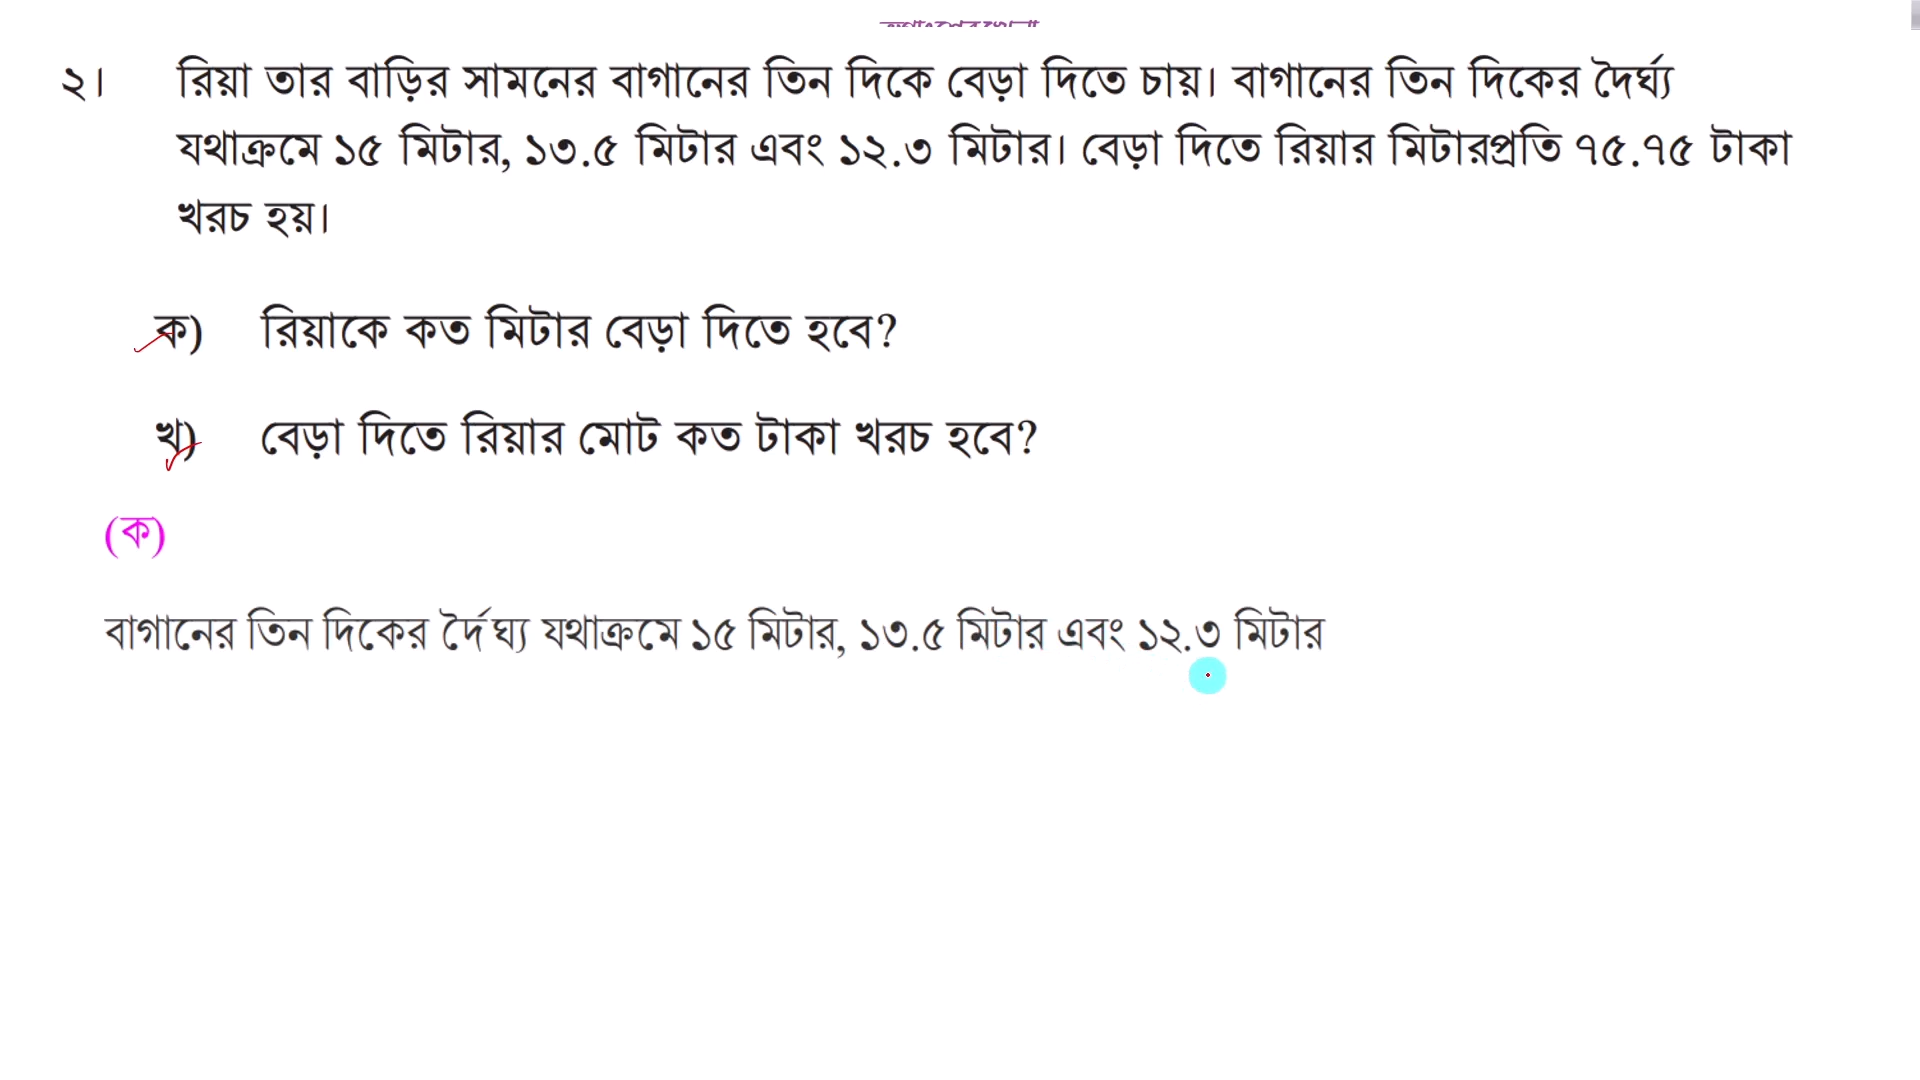 ২। রিয়া তার বাড়ির সামনের বাগানের তিন দিকে বেড়া দিতে চায়। বাগানের তিন দিকের দৈর্ঘ্য
যথাক্রমে ১৫ মিটার, ১৩.৫ মিটার এবং ১২.৩ মিটার। বেড়া দিতে রিয়ার মিটারপ্রতি ৭৫.৭৫ টাকা
খরচ হয়।
ক) রিয়াকে কত মিটার বেড়া দিতে হবে?
খ) বেড়া দিতে রিয়ার মোট কত টাকা খরচ হবে?
(ক)
বাগানের তিন দিকের র্দৈঘ্য যথাক্রমে ১৫ মিটার, ১৩.৫ মিটার এবং ১২.৩ মিটার